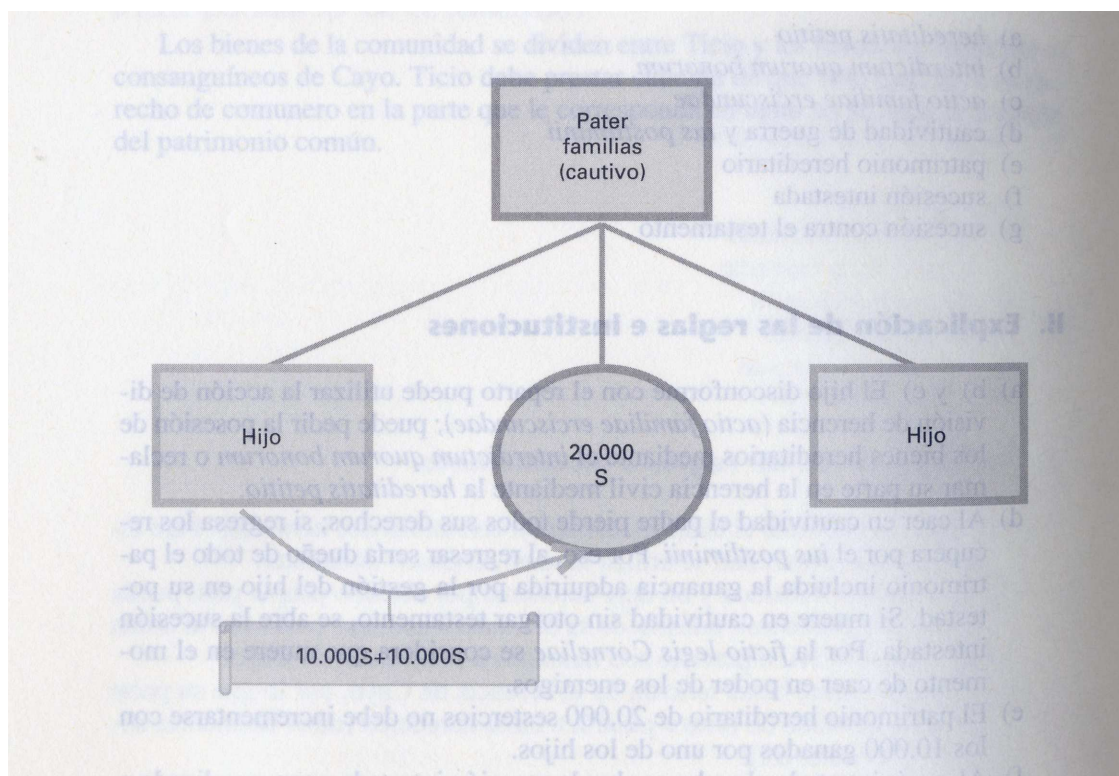 Los bienes de la comunidad se dividen entre Ticio y los
a) hereditatis petitio
consanguíneos de Cayo. Ticio debe prestar
b) interdictum quorum bonorum
recho de comunero en la parte que le
c) actio familiae erciscundae
del patrimonio común.
d) cautividad de guerra y ius postliminii
e) patrimonio hereditario
f) sucesión intestada
g) sucesión contra el testamento
Pater
familias
(cautivo)
II. Explicación de las reglas e instituciones
a) b) y c) El hijo disconforme con el reparto puede utilizar la acción de di-
visión de herencia (actio familiae erciscundae); puede pedir la posesión de
los bienes hereditarios mediante el interdictum quorum bonorum o recla-
mar su parte en la herencia civil mediante la hereditatis petitio.
d) Al caer en cautividad el padre pierde todos sus derechos; si regresa los re-
cupera por el ius postliminii. Por eso, al regresar sería dueño de todo el pa-
trimonio incluida la ganancia adquirida por la gestión del hijo en su po-
testad. Si muere en cautividad sin otorgar testamento, se abre la sucesión
intestada. Por la fictio legis Corneliae se considera que muere en el mo-
mento de caer en poder de los enemigos.
e) El patrimonio hereditario de 20.000 sestercios no debe incrementarse con
los 10.000 ganados por uno de los hijos.
Hijo
20.000
S
Hijo
10.000S+10.000S